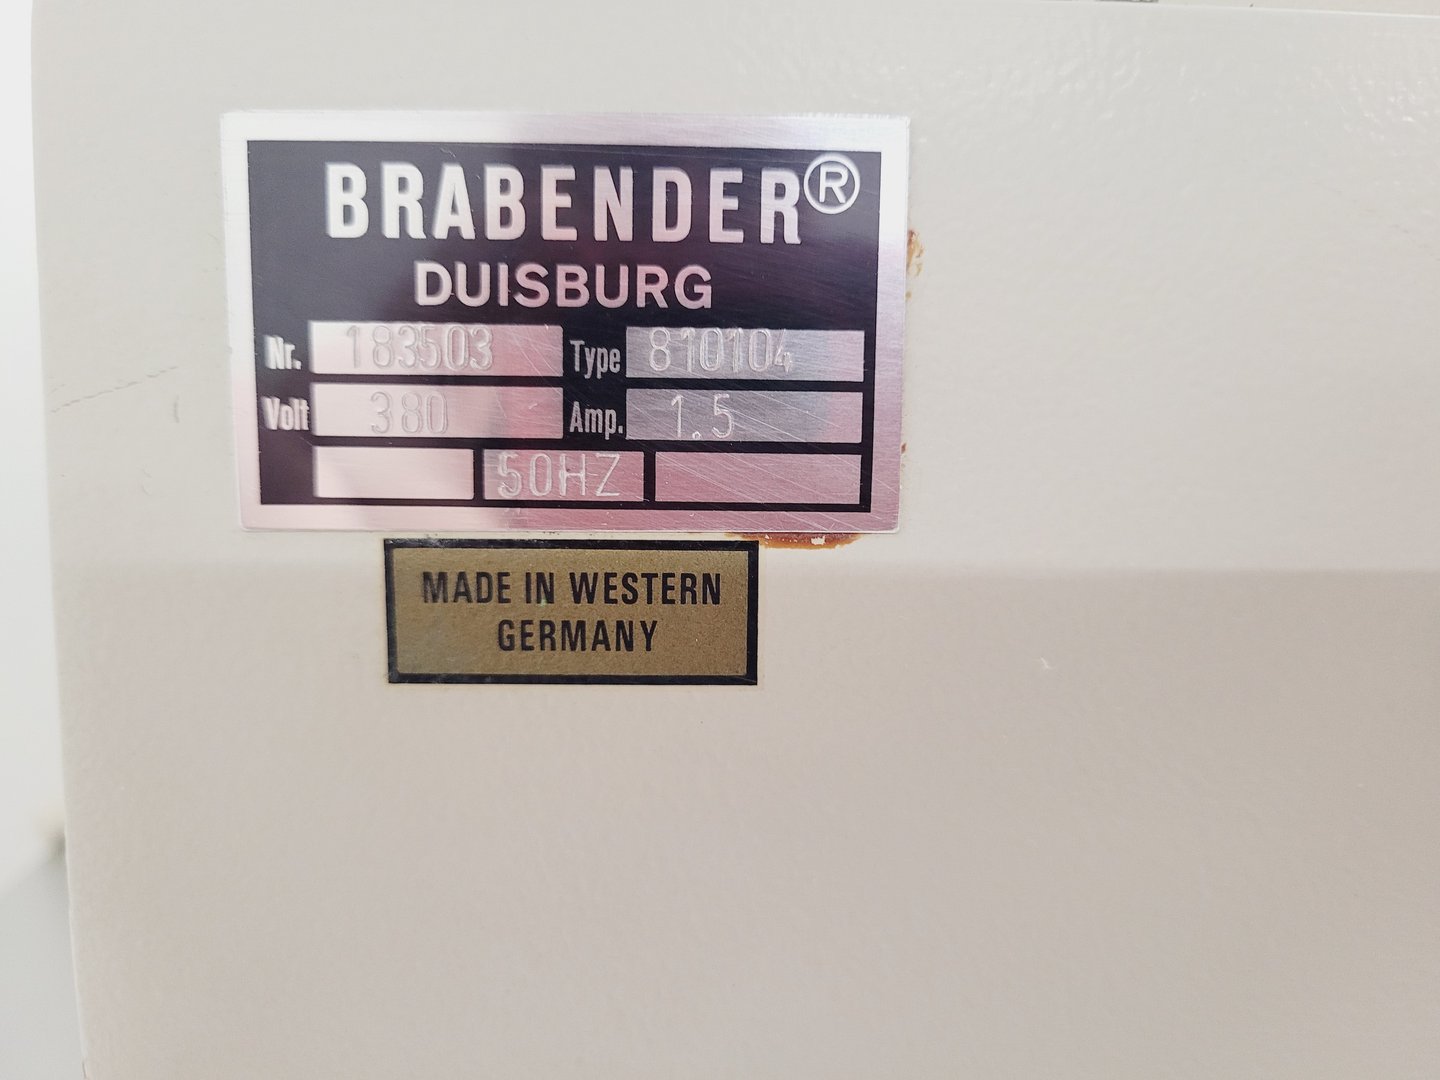 BRABENDER®
DUISBURG
Nr. 183503 Type 810104
Volt 380 Amp. 1.5
50HZ
MADE IN WESTERN
GERMANY